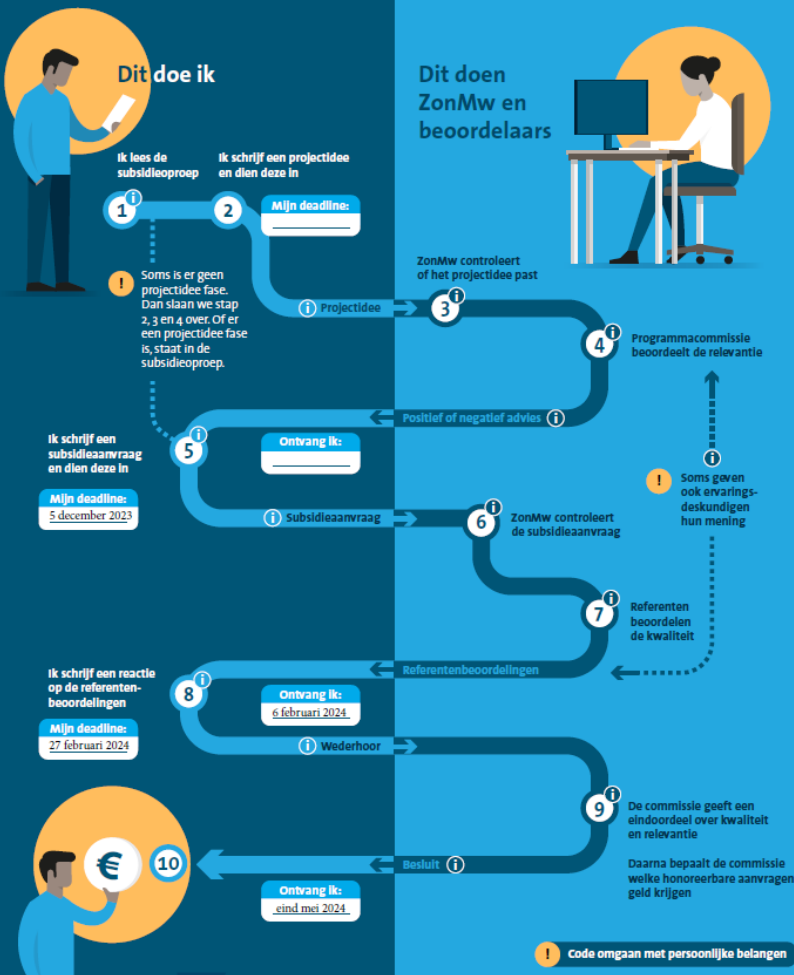 Dit doe ik
Dit doen
ZonMw en
beoordelaars
Ik lees de
subsidieoproep
Ik schrijf een projectidee
en dien deze in
i
1
2
Mijn deadline:
!
Soms is er geen
projectidee fase.
Dan slaan we stap
2, 3 en 4 over. Of er
een projectidee fase
is, staat in de
subsidieoproep.
i Projectidee
ZonMw controleert
of het projectidee past
i
3
i
4
Programmacommissie
beoordeelt de relevantie
Positief of negatief advies i
Ik schrijf een
subsidieaanvraag
en dien deze in
i
5
Ontvang ik:
Mijn deadline:
5 december 2023
i Subsidieaanvraag
i
6
ZonMw controleert
de subsidieaanvraag
i
!
Soms geven
ook ervarings-
deskundigen
hun mening
i
7
Referenten
beoordelen
de kwaliteit
Referentenbeoordelingen
Ik schrijf een reactie
op de referenten-
beoordelingen
i
8
Ontvang ik:
6 februari 2024
Mijn deadline:
27 februari 2024
i Wederhoor
i
9
De commissie geeft een
eindoordeel over kwaliteit
en relevantie
Daarna bepaalt de commissie
welke honoreerbare aanvragen
geld krijgen
Besluit i
€
10
Ontvang ik:
eind mei 2024
! Code omgaan met persoonlijke belangen